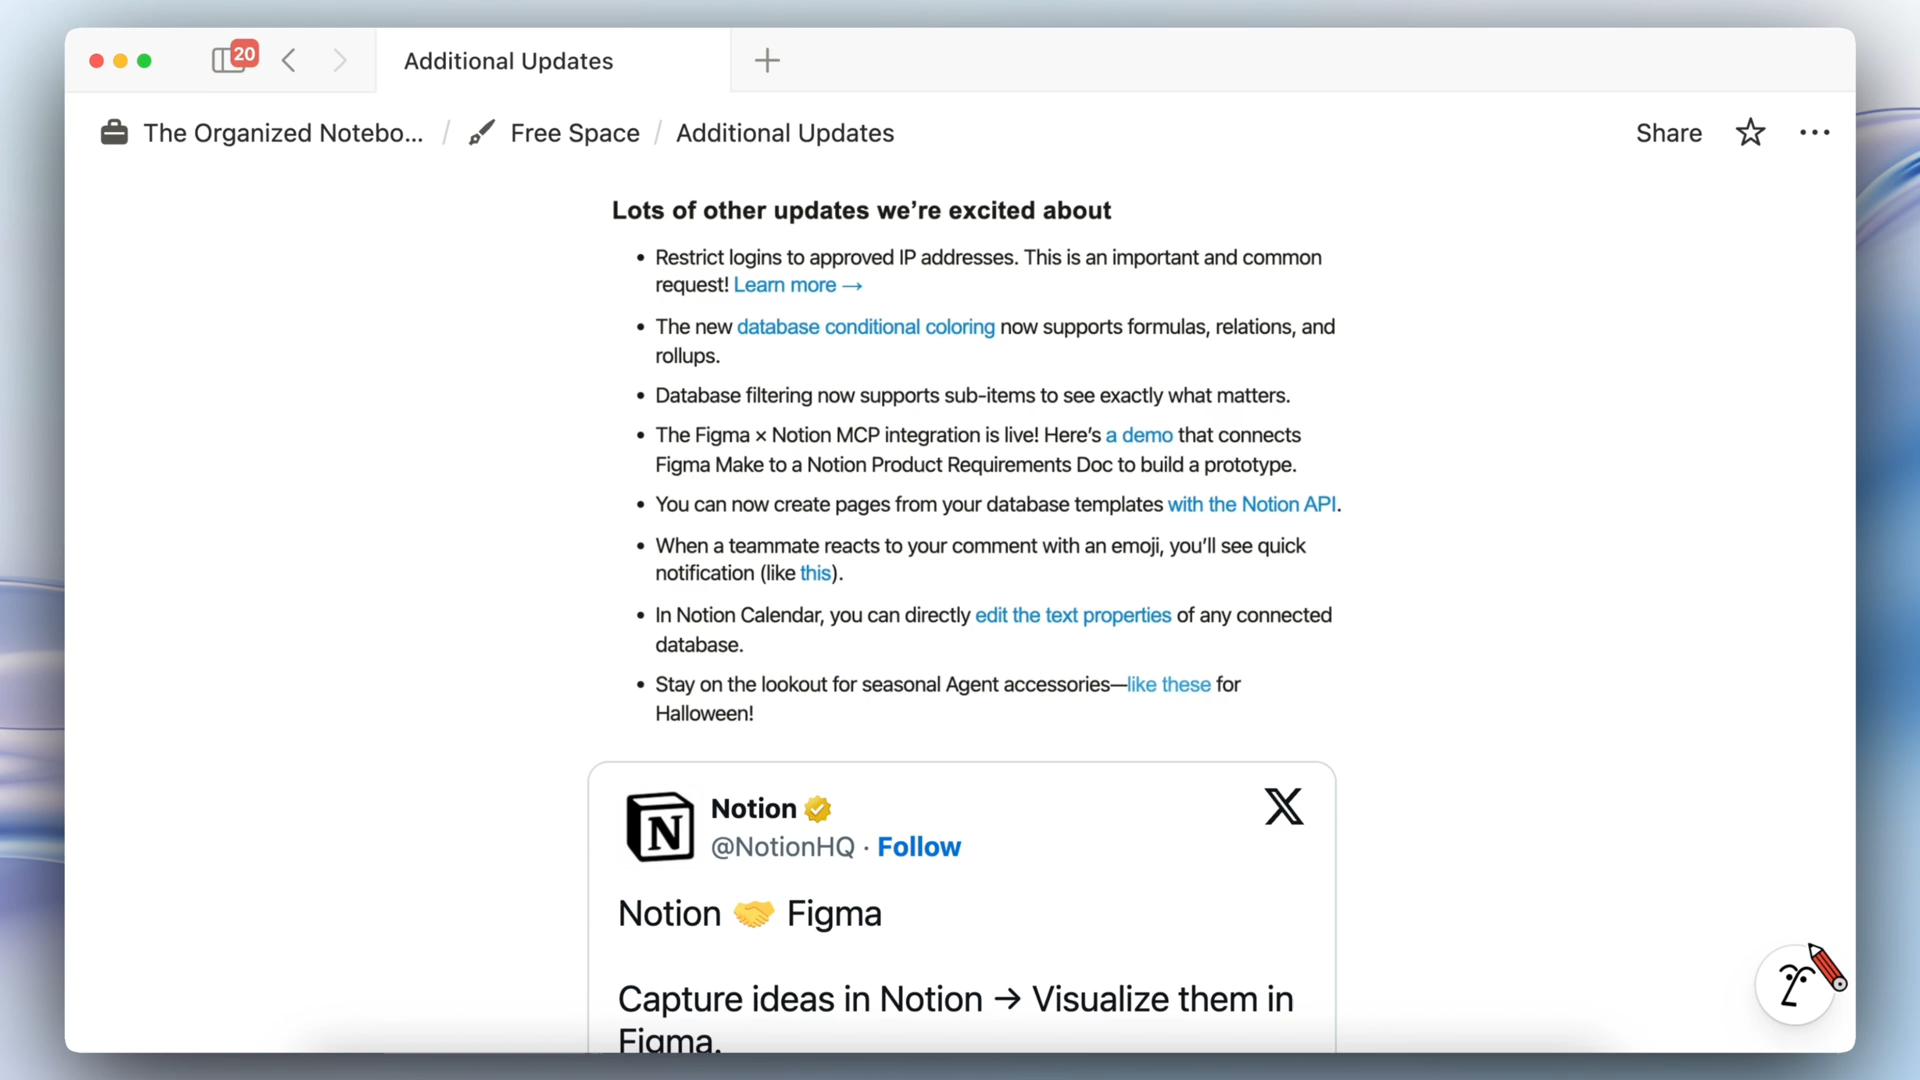 20
Additional Updates
The Organized Notebo... / Free Space / Additional Updates
Share
Lots of other updates we’re excited about
• Restrict logins to approved IP addresses. This is an important and common
request! Learn more →
• The new database conditional coloring now supports formulas, relations, and
rollups.
• Database filtering now supports sub-items to see exactly what matters.
• The Figma × Notion MCP integration is live! Here’s a demo that connects
Figma Make to a Notion Product Requirements Doc to build a prototype.
• You can now create pages from your database templates with the Notion API.
• When a teammate reacts to your comment with an emoji, you’ll see quick
notification (like this).
• In Notion Calendar, you can directly edit the text properties of any connected
database.
• Stay on the lookout for seasonal Agent accessories—like these for
Halloween!
N
Notion
@NotionHQ · Follow
X
Notion 🤝 Figma
Capture ideas in Notion → Visualize them in
Figma.